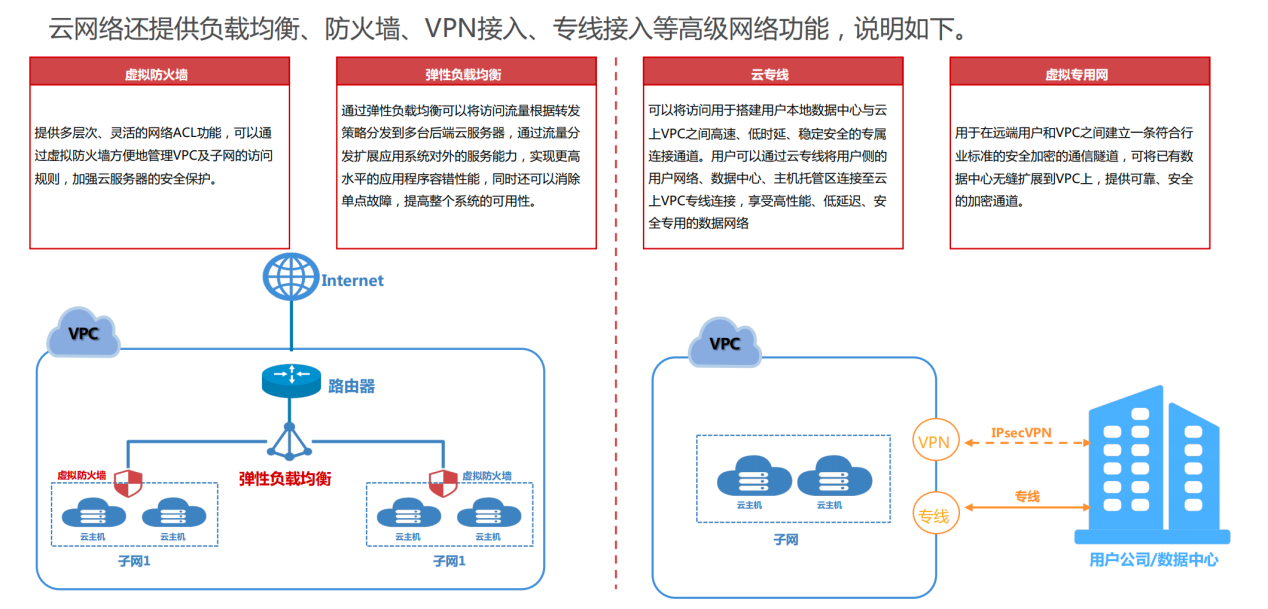 云网络还提供负载均衡、防火墙、VPN接入、专线接入等高级网络功能，说明如下。
虚拟防火墙
提供多层次、灵活的网络ACL功能，可以通
过虚拟防火墙方便地管理VPC及子网的访问
规则，加强云服务器的安全保护。
弹性负载均衡
通过弹性负载均衡可以将访问流量根据转发
策略分发到多台后端云服务器，通过流量分
发扩展应用系统对外的服务能力，实现更高
水平的应用程序容错性能，同时还可以消除
单点故障，提高整个系统的可用性。
云专线
可以将访问用于搭建用户本地数据中心与云
上VPC之间高速、低时延、稳定安全的专属
连接通道。用户可以通过云专线将用户侧的
用户网络、数据中心、主机托管区连接至云
上VPC专线连接，享受高性能、低延迟、安
全专用的数据网络
虚拟专用网
用于在远端用户和VPC之间建立一条符合行
业标准的安全加密的通信隧道，可将已有数
据中心无缝扩展到VPC上，提供可靠、安全
的加密通道。
Internet
VPC
路由器
弹性负载均衡
虚拟防火墙
云主机
云主机
子网1
虚拟防火墙
云主机
云主机
子网1
VPC
云主机
云主机
子网
VPN
IPsecVPN
专线
专线
用户公司/数据中心